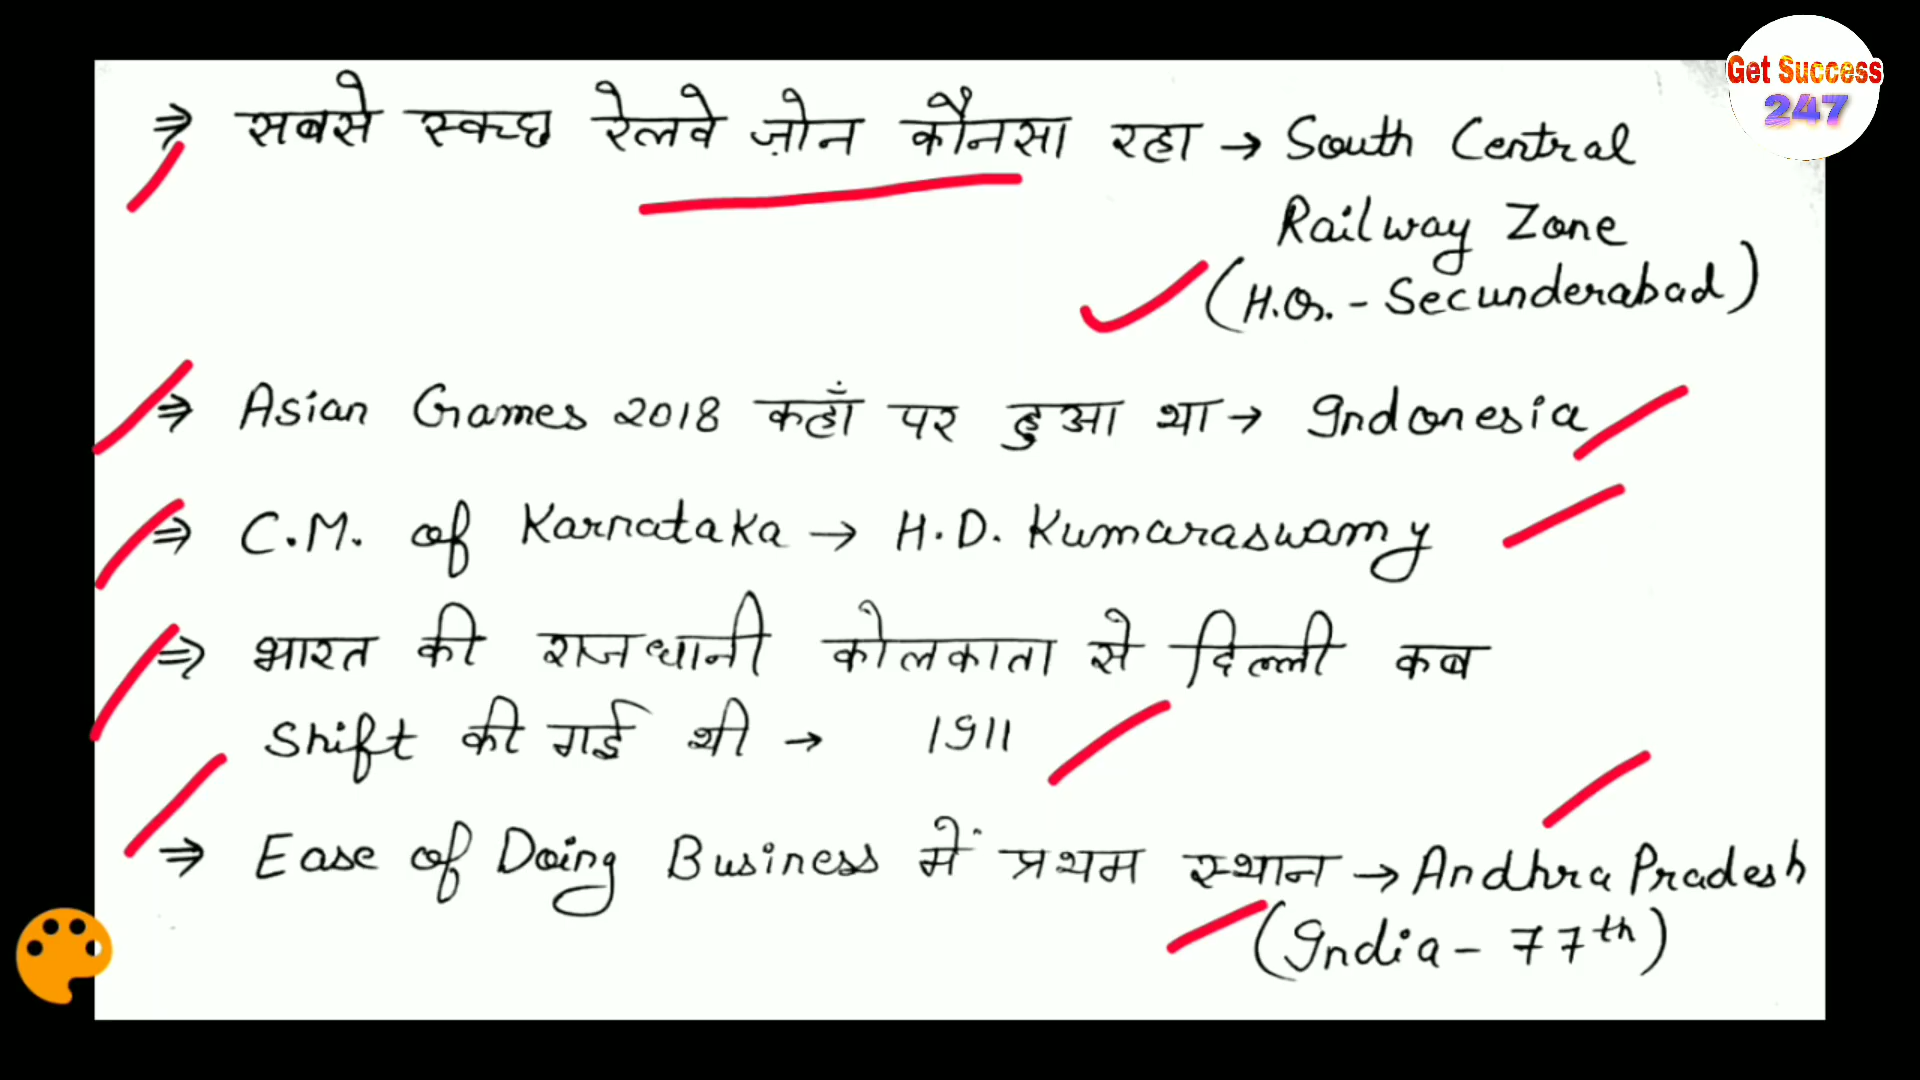 Get Success
247
⇒ सबसे स्वच्छ रेलवे ज़ोन कौनसा रहा → South Central
Railway Zone
(H.Q. - Secunderabad)
⇒ Asian Games 2018 कहाँ पर हुआ था → Indonesia
⇒ C.M. of Karnataka → H.D. Kumaraswamy
⇒ भारत की राजधानी कोलकाता से दिल्ली कब
Shift की गई थी → 1911
⇒ Ease of Doing Business में प्रथम स्थान → Andhra Pradesh
(India - 77th)